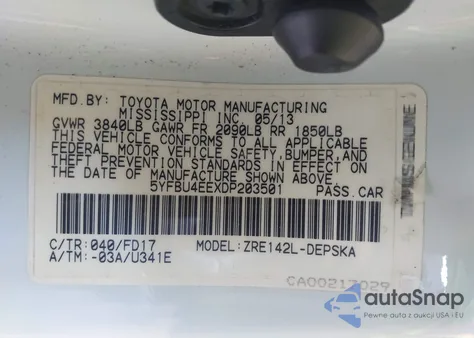 MFD.BY: TOYOTA MOTOR MANUFACTURING
MISSISSIPPI INC. 05/13
GVWR 3840LB GAWR FR 2090LB RR 1850LB
THIS VEHICLE CONFORMS TO ALL APPLICABLE
FEDERAL MOTOR VEHICLE SAFETY, BUMPER, AND
THEFT PREVENTION STANDARDS IN EFFECT ON
THE DATE OF MANUFACTURE SHOWN ABOVE.
5YFBU4EEXDP203501 PASS.CAR
C/TR:040/FD17 MODEL:ZRE142L-DEPSKA
A/TM:-03A/U341E
CA00217029
autoSnap
Pewne auta z aukcji USA i EU